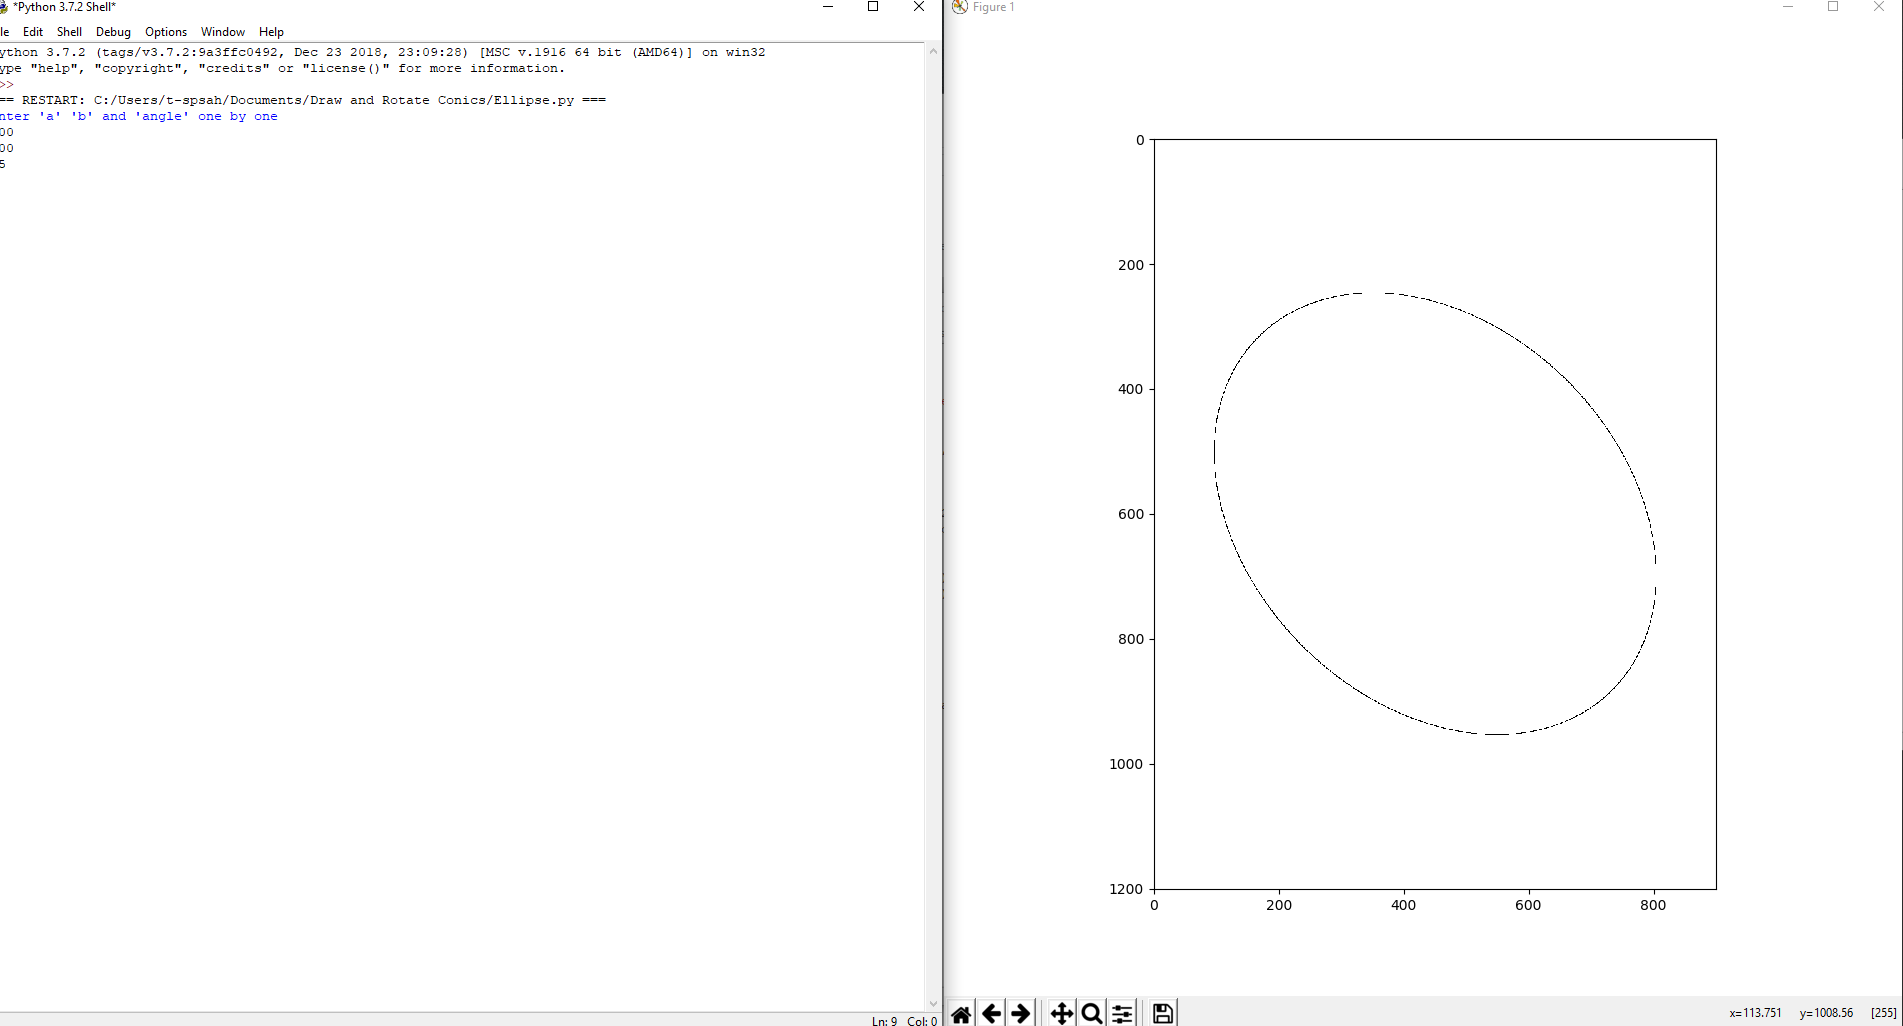 *Python 3.7.2 Shell*
le Edit Shell Debug Options Window Help
ython 3.7.2 (tags/v3.7.2:9a3ffc0492, Dec 23 2018, 23:09:28) [MSC v.1916 64 bit (AMD64)] on win32
ype "help", "copyright", "credits" or "license()" for more information.
>>
== RESTART: C:/Users/t-spsah/Documents/Draw and Rotate Conics/Ellipse.py ===
nter 'a' 'b' and 'angle' one by one
00
00
5
Ln: 9 Col: 0
Figure 1
0
200
400
600
800
1000
1200
0 200 400 600 800
x=113.751 y=1008.56 [255]